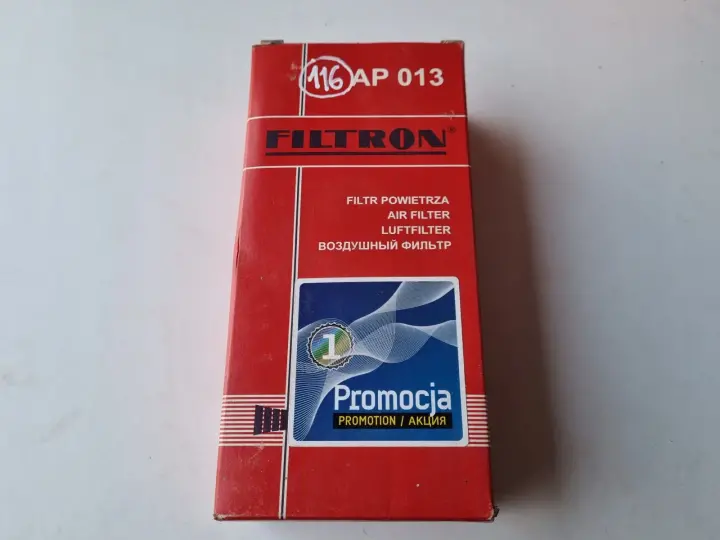 116 AP 013
FILTRON®
FILTR POWIETRZA
AIR FILTER
LUFTFILTER
ВОЗДУШНЫЙ ФИЛЬТР
1
Promocja
PROMOTION / АКЦИЯ